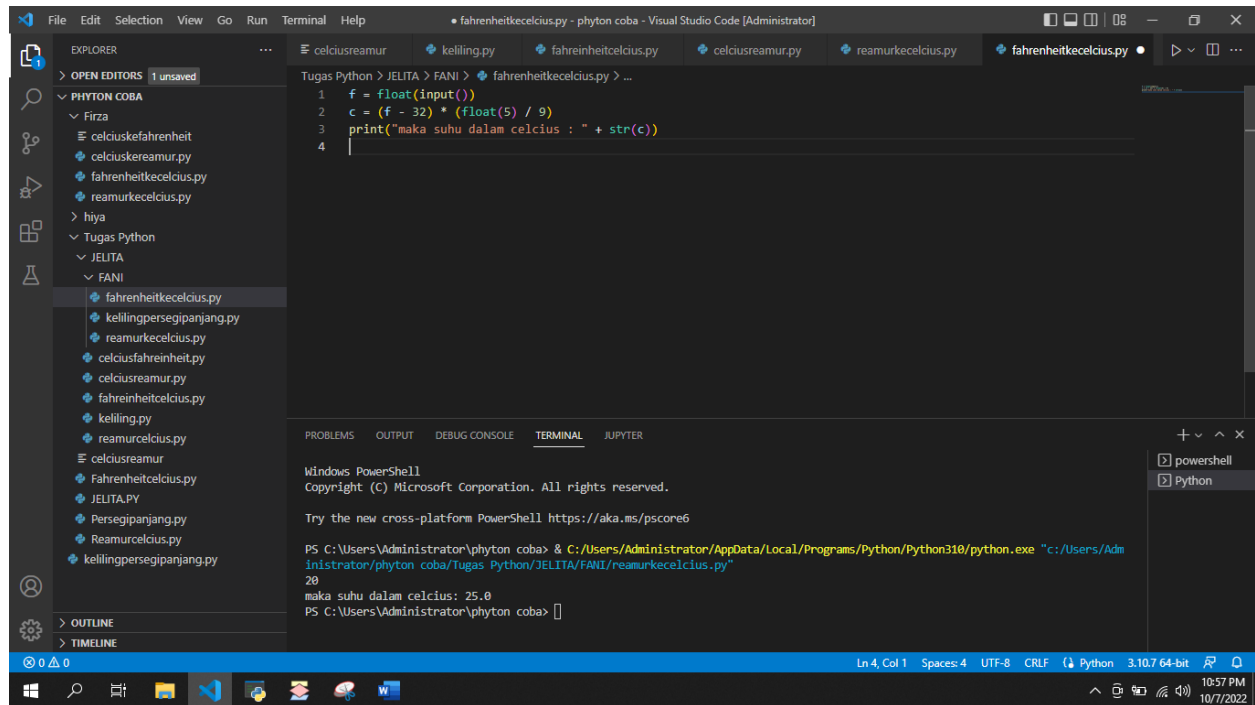 File Edit Selection View Go Run Terminal Help
● fahrenheitkecelcius.py - phyton coba - Visual Studio Code [Administrator]
EXPLORER
celciusreamur keliling.py fahreinheitcelcius.py celciusreamur.py reamurkecelcius.py fahrenheitkecelcius.py
OPEN EDITORS 1 unsaved
PHYTON COBA
Firza
celciuskefahrenheit
celciuskereamur.py
fahrenheitkecelcius.py
reamurkecelcius.py
hiya
Tugas Python
JELITA
FANI
fahrenheitkecelcius.py
kelilingpersegipanjang.py
reamurkecelcius.py
celciusfahreinheit.py
celciusreamur.py
fahreinheitcelcius.py
keliling.py
reamurcelcius.py
celciusreamur
Fahrenheitcelcius.py
JELITA.PY
Persegipanjang.py
Reamurcelcius.py
kelilingpersegipanjang.py
OUTLINE
TIMELINE
1
Tugas Python > JELITA > FANI > fahrenheitkecelcius.py > ...
1 f = float(input())
2 c = (f - 32) * (float(5) / 9)
3 print("maka suhu dalam celcius : " + str(c))
4
PROBLEMS OUTPUT DEBUG CONSOLE TERMINAL JUPYTER
Windows PowerShell
Copyright (C) Microsoft Corporation. All rights reserved.
Try the new cross-platform PowerShell https://aka.ms/pscore6
PS C:\Users\Administrator\phyton coba> & C:/Users/Administrator/AppData/Local/Programs/Python/Python310/python.exe "c:/Users/Adm
inistrator/phyton coba/Tugas Python/JELITA/FANI/reamurkecelcius.py"
20
maka suhu dalam celcius: 25.0
PS C:\Users\Administrator\phyton coba>
powershell
Python
0 0
Ln 4, Col 1 Spaces: 4 UTF-8 CRLF Python 3.10.7 64-bit
10:57 PM
10/7/2022